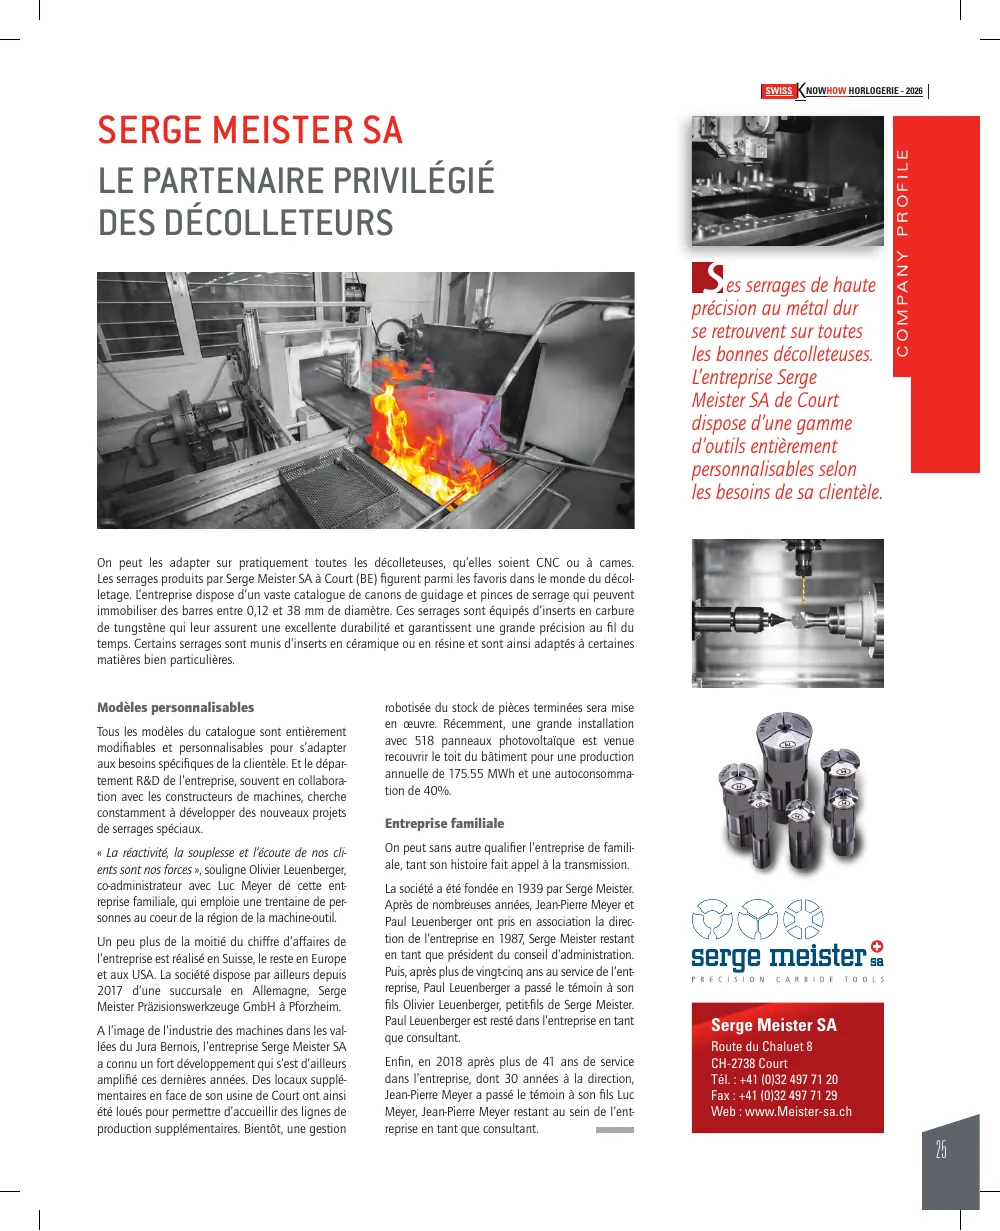 SWISS KNOWHOW HORLOGERIE - 2026
SERGE MEISTER SA
LE PARTENAIRE PRIVILÉGIÉ
DES DÉCOLLETEURS
COMPANY PROFILE
Ses serrages de haute
précision au métal dur
se retrouvent sur toutes
les bonnes décolleteuses.
L’entreprise Serge
Meister SA de Court
dispose d’une gamme
d’outils entièrement
personnalisables selon
les besoins de sa clientèle.
On peut les adapter sur pratiquement toutes les décolleteuses, qu’elles soient CNC ou à cames.
Les serrages produits par Serge Meister SA à Court (BE) figurent parmi les favoris dans le monde du décol-
letage. L’entreprise dispose d’un vaste catalogue de canons de guidage et pinces de serrage qui peuvent
immobiliser des barres entre 0,12 et 38 mm de diamètre. Ces serrages sont équipés d’inserts en carbure
de tungstène qui leur assurent une excellente durabilité et garantissent une grande précision au fil du
temps. Certains serrages sont munis d’inserts en céramique ou en résine et sont ainsi adaptés à certaines
matières bien particulières.
Modèles personnalisables
Tous les modèles du catalogue sont entièrement
modifiables et personnalisables pour s’adapter
aux besoins spécifiques de la clientèle. Et le dépar-
tement R&D de l’entreprise, souvent en collabora-
tion avec les constructeurs de machines, cherche
constamment à développer des nouveaux projets
de serrages spéciaux.
« La réactivité, la souplesse et l’écoute de nos cli-
ents sont nos forces », souligne Olivier Leuenberger,
co-administrateur avec Luc Meyer de cette ent-
reprise familiale, qui emploie une trentaine de per-
sonnes au coeur de la région de la machine-outil.
Un peu plus de la moitié du chiffre d’affaires de
l’entreprise est réalisé en Suisse, le reste en Europe
et aux USA. La société dispose par ailleurs depuis
2017 d’une succursale en Allemagne, Serge
Meister Präzisionswerkzeuge GmbH à Pforzheim.
A l’image de l’industrie des machines dans les val-
lées du Jura Bernois, l’entreprise Serge Meister SA
a connu un fort développement qui s’est d’ailleurs
amplifié ces dernières années. Des locaux supplé-
mentaires en face de son usine de Court ont ainsi
été loués pour permettre d’accueillir des lignes de
production supplémentaires. Bientôt, une gestion
robotisée du stock de pièces terminées sera mise
en œuvre. Récemment, une grande installation
avec 518 panneaux photovoltaïque est venue
recouvrir le toit du bâtiment pour une production
annuelle de 175.55 MWh et une autoconsomma-
tion de 40%.
Entreprise familiale
On peut sans autre qualifier l’entreprise de famili-
ale, tant son histoire fait appel à la transmission.
La société a été fondée en 1939 par Serge Meister.
Après de nombreuses années, Jean-Pierre Meyer et
Paul Leuenberger ont pris en association la direc-
tion de l’entreprise en 1987, Serge Meister restant
en tant que président du conseil d’administration.
Puis, après plus de vingt-cinq ans au service de l’ent-
reprise, Paul Leuenberger a passé le témoin à son
fils Olivier Leuenberger, petit-fils de Serge Meister.
Paul Leuenberger est resté dans l’entreprise en tant
que consultant.
Enfin, en 2018 après plus de 41 ans de service
dans l’entreprise, dont 30 années à la direction,
Jean-Pierre Meyer a passé le témoin à son fils Luc
Meyer, Jean-Pierre Meyer restant au sein de l’ent-
reprise en tant que consultant.
serge meister sa
PRECISION CARBIDE TOOLS
Serge Meister SA
Route du Chaluet 8
CH-2738 Court
Tél. : +41 (0)32 497 71 20
Fax : +41 (0)32 497 71 29
Web : www.Meister-sa.ch
25